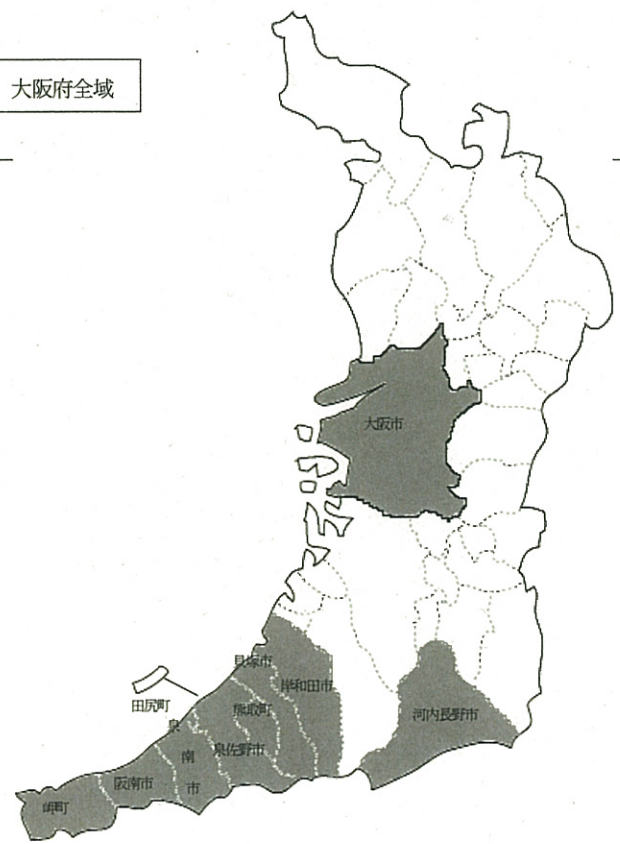 大阪府全域
大阪市
貝塚市
岸和田市
田尻町
熊取町
河内長野市
泉南市
泉佐野市
阪南市
岬町